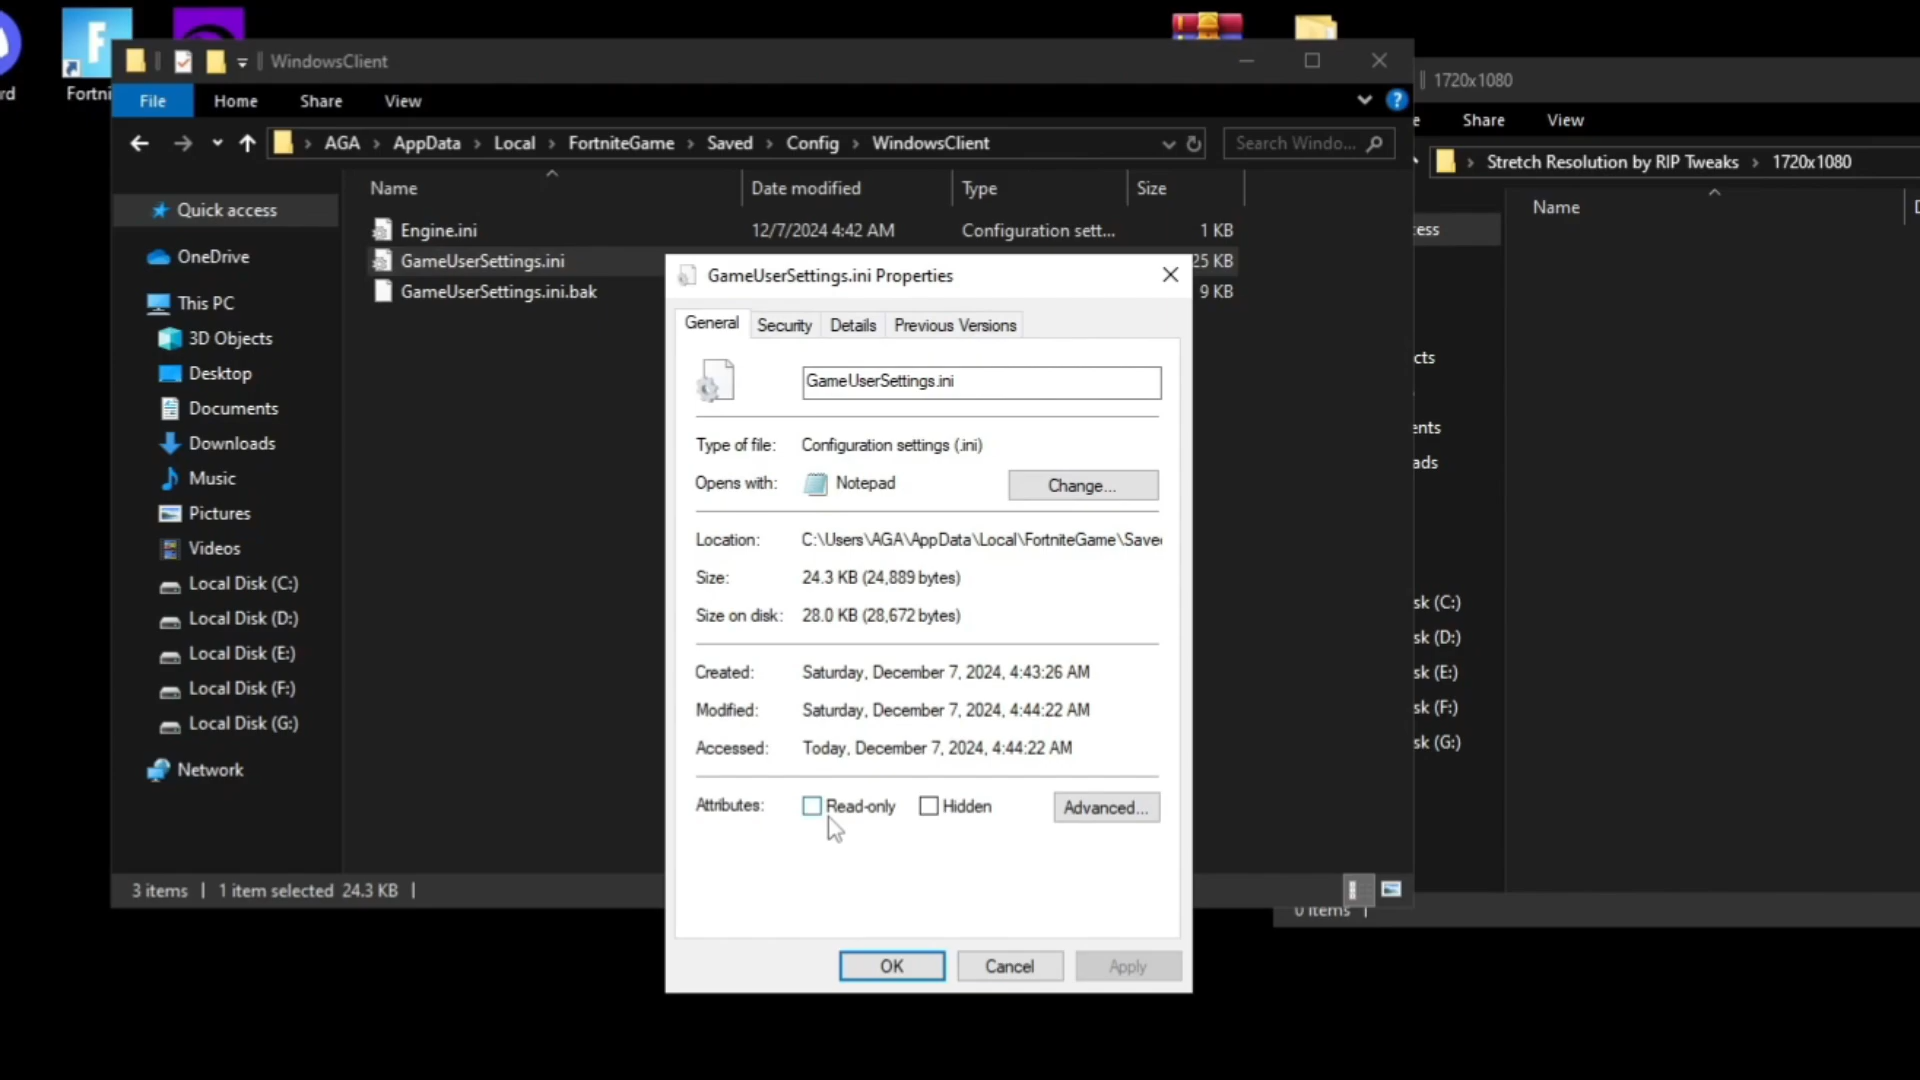 rd
Fortni
WindowsClient
File Home Share View
AGA AppData Local FortniteGame Saved Config WindowsClient
Search Windo...
Name Date modified Type Size
Quick access
OneDrive
This PC
3D Objects
Desktop
Documents
Downloads
Music
Pictures
Videos
Local Disk (C:)
Local Disk (D:)
Local Disk (E:)
Local Disk (F:)
Local Disk (G:)
Network
Engine.ini 12/7/2024 4:42 AM Configuration sett... 1 KB
GameUserSettings.ini 25 KB
GameUserSettings.ini.bak 9 KB
3 items 1 item selected 24.3 KB
GameUserSettings.ini Properties
General Security Details Previous Versions
GameUserSettings.ini
Type of file: Configuration settings (.ini)
Opens with: Notepad Change...
Location: C:\Users\AGA\AppData\Local\FortniteGame\Saved
Size: 24.3 KB (24,889 bytes)
Size on disk: 28.0 KB (28,672 bytes)
Created: Saturday, December 7, 2024, 4:43:26 AM
Modified: Saturday, December 7, 2024, 4:44:22 AM
Accessed: Today, December 7, 2024, 4:44:22 AM
Attributes: Read-only Hidden Advanced...
OK Cancel Apply
1720x1080
e Share View
Stretch Resolution by RIP Tweaks 1720x1080
Name
ess
cts
ents
ads
sk (C:)
sk (D:)
sk (E:)
sk (F:)
sk (G:)
0 items